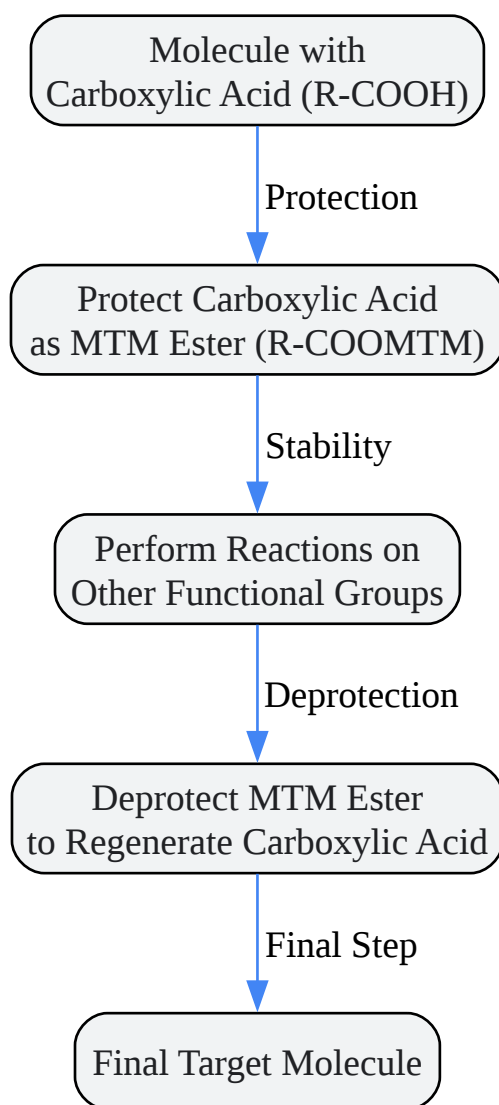 Molecule with
Carboxylic Acid (R-COOH)
Protection
Protect Carboxylic Acid
as MTM Ester (R-COOMTM)
Stability
Perform Reactions on
Other Functional Groups
Deprotection
Deprotect MTM Ester
to Regenerate Carboxylic Acid
Final Step
Final Target Molecule